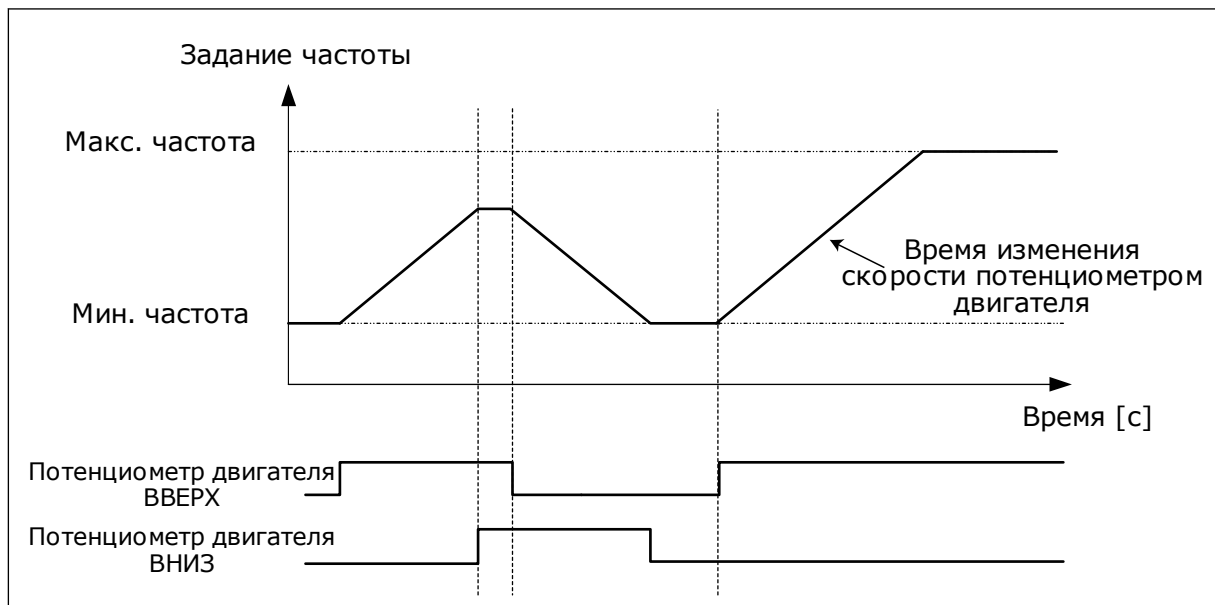 Задание частоты
Макс. частота
Время изменения
скорости потенциометром
двигателя
Мин. частота
Время [с]
Потенциометр двигателя
ВВЕРХ
Потенциометр двигателя
ВНИЗ